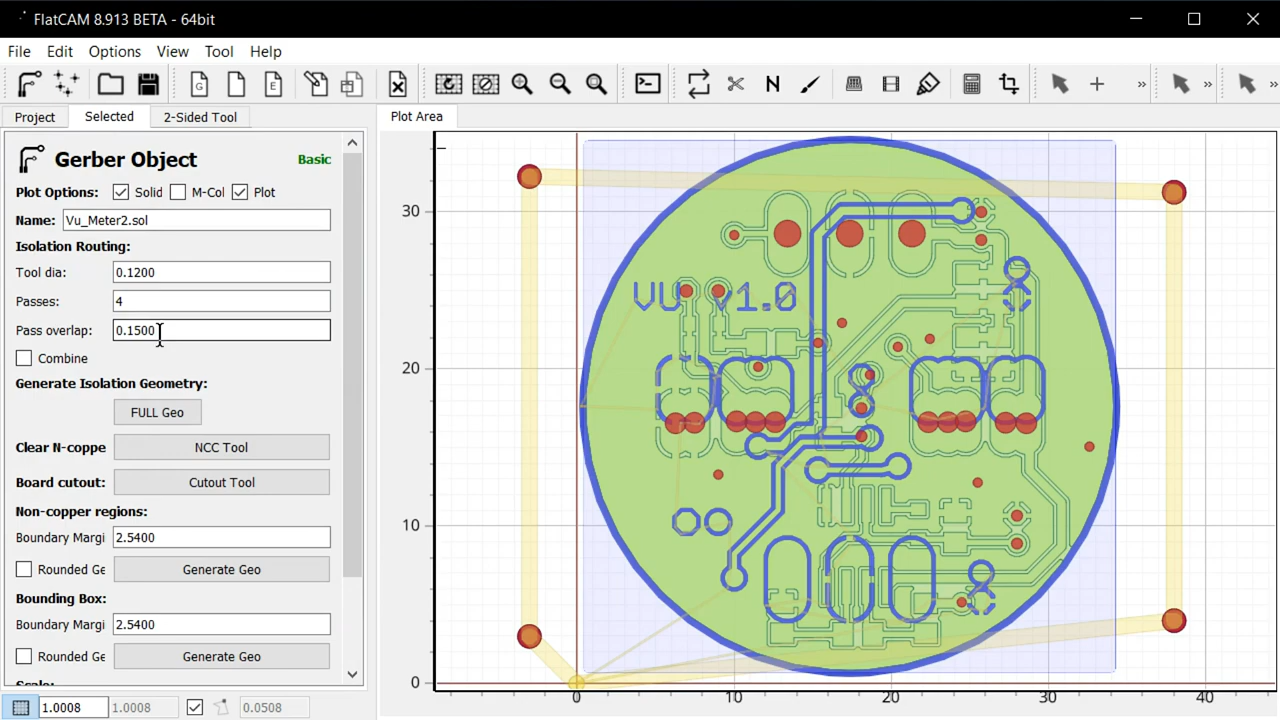 FlatCAM 8.913 BETA - 64bit
File Edit Options View Tool Help
Project Selected 2-Sided Tool Plot Area
Gerber Object Basic
Plot Options: Solid M-Col Plot
Name: Vu_Meter2.sol
Isolation Routing:
Tool dia: 0.1200
Passes: 4
Pass overlap: 0.1500
Combine
Generate Isolation Geometry:
FULL Geo
Clear N-coppe NCC Tool
Board cutout: Cutout Tool
Non-copper regions:
Boundary Margi 2.5400
Rounded Ge Generate Geo
Bounding Box:
Boundary Margi 2.5400
Rounded Ge Generate Geo
Scale:
1.0008 1.0008 0.0508
30
20
10
0
0 10 20 30 40
VU v1.0